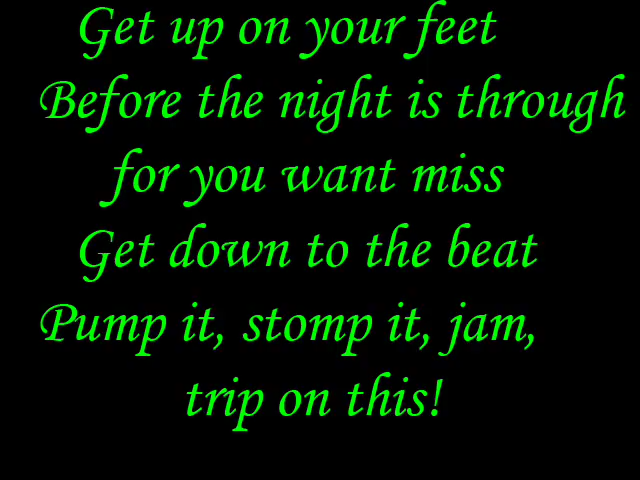 Get up on your feet
Before the night is through
for you want miss
Get down to the beat
Pump it, stomp it, jam,
trip on this!